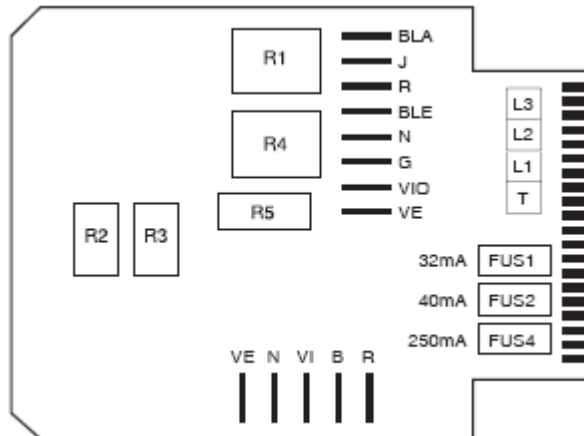 R1
R4
R5
R2
R3
BLA
J
R
BLE
N
G
VIO
VE
L3
L2
L1
T
32mA FUS1
40mA FUS2
250mA FUS4
VE N VI B R